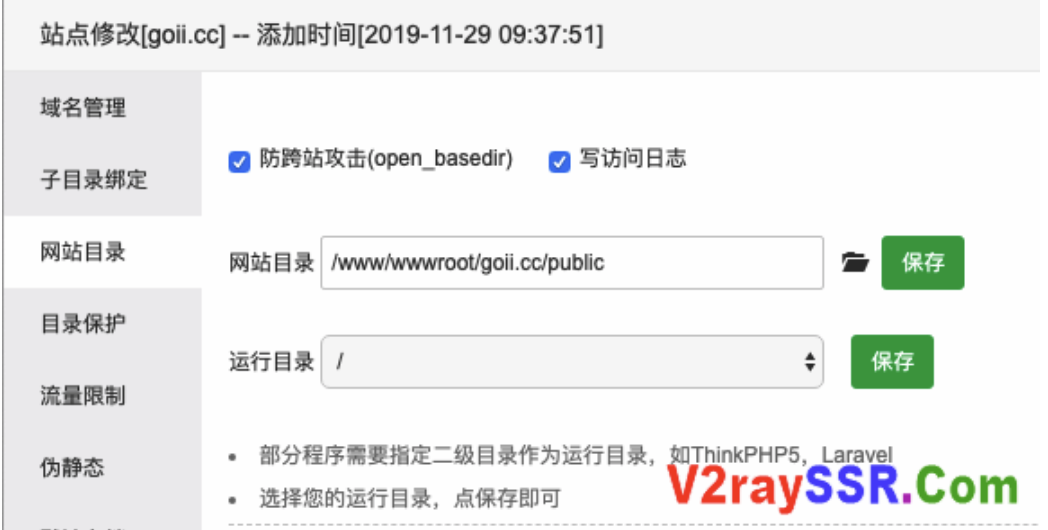 站点修改[goii.cc] -- 添加时间[2019-11-29 09:37:51]
域名管理
子目录绑定
网站目录
目录保护
流量限制
伪静态
防跨站攻击(open_basedir) 写访问日志
网站目录 /www/wwwroot/goii.cc/public 保存
运行目录 / 保存
部分程序需要指定二级目录作为运行目录，如ThinkPHP5，Laravel
选择您的运行目录，点保存即可
V2raySSR.Com